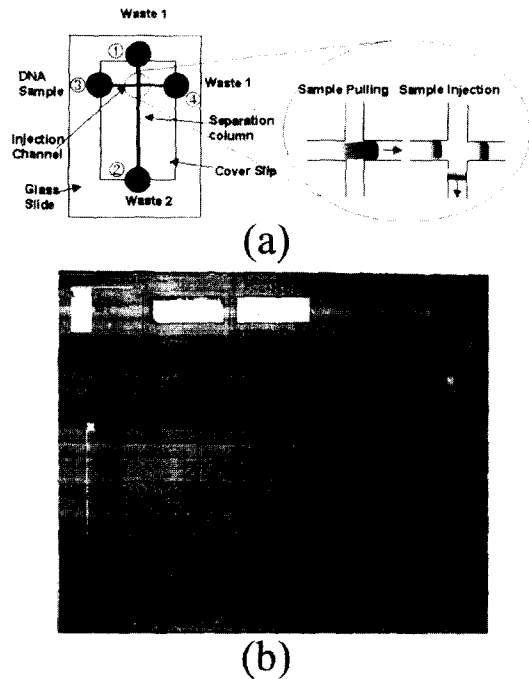 Waste 1
①
DNA
Sample
③
④
Waste 1
Injection
Channel
Separation
column
Cover Slip
②
Glass
Slide
Waste 2
Sample Pulling
Sample Injection
(a)
(b)